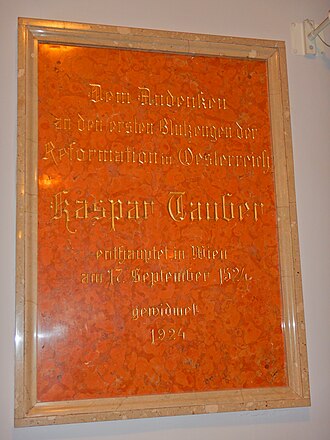 Dem Andenken
an den ersten Blutzeugen der
Reformation in Oesterreich
Kaspar Tauber
enthauptet in Wien
am 17. September 1524.
gewidmet
1924